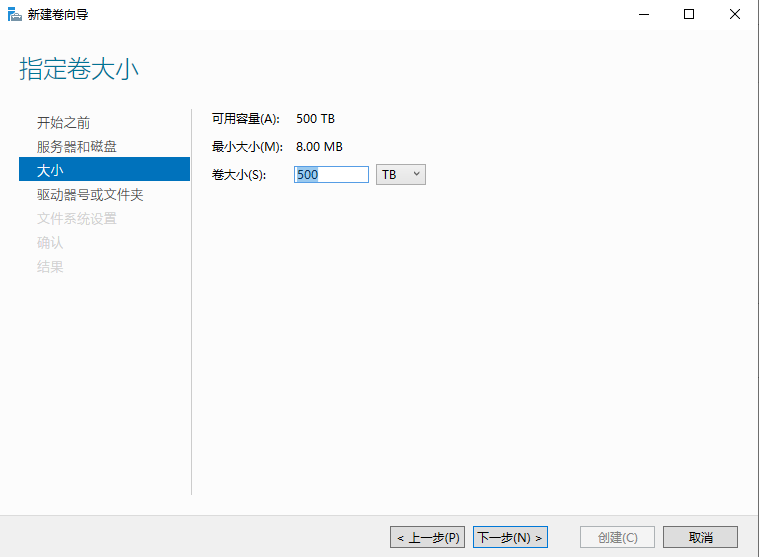 新建卷向导
指定卷大小
开始之前
服务器和磁盘
大小
驱动器号或文件夹
文件系统设置
确认
结果
可用容量(A): 500 TB
最小大小(M): 8.00 MB
卷大小(S): 500 TB
< 上一步(P) 下一步(N) > 创建(C) 取消